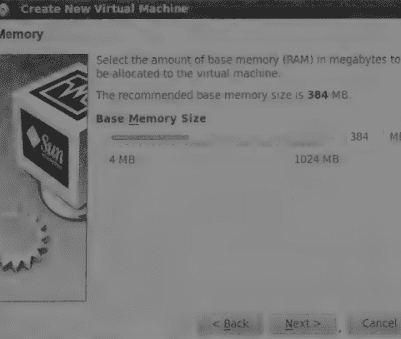 Create New Virtual Machine
Memory
Select the amount of base memory (RAM) in megabytes to
be allocated to the virtual machine.
The recommended base memory size is 384 MB.
Base Memory Size
384 MB
4 MB 1024 MB
Sun
< Back Next > Cancel